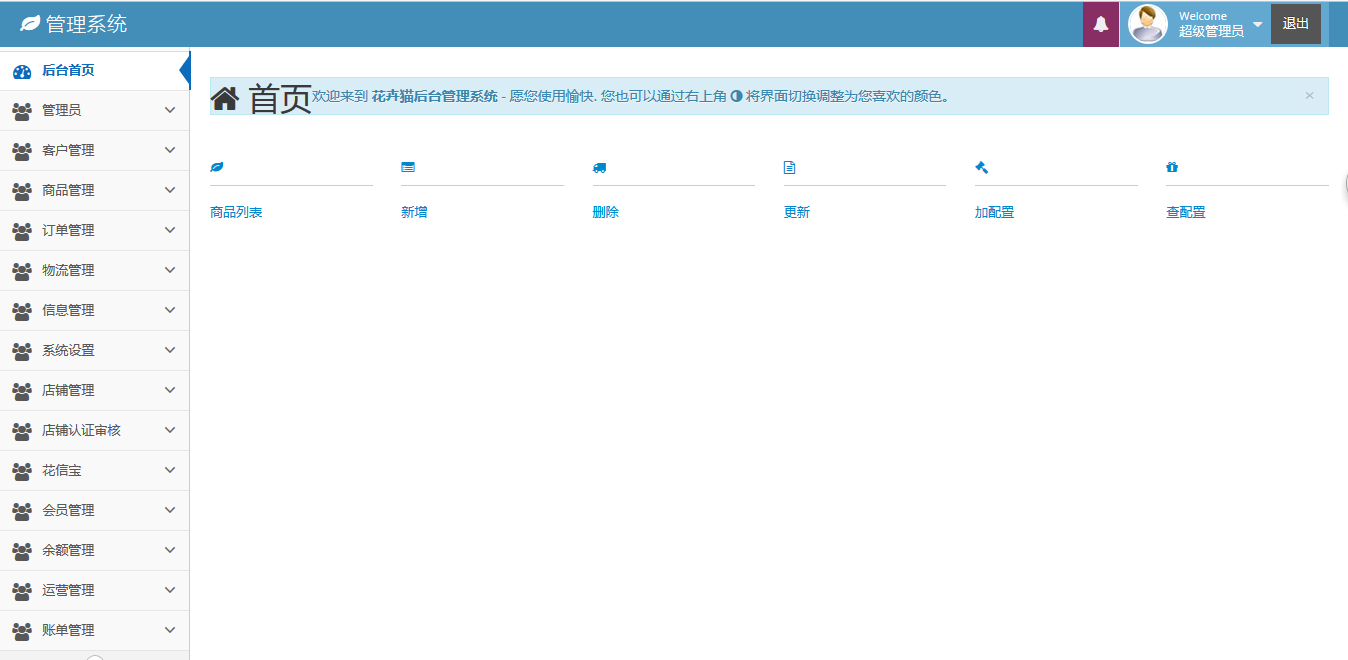 管理系统
Welcome
超级管理员
退出
后台首页
管理员
客户管理
商品管理
订单管理
物流管理
信息管理
系统设置
店铺管理
店铺认证审核
花信宝
会员管理
余额管理
运营管理
账单管理
首页 欢迎来到 花卉猫后台管理系统 - 愿您使用愉快. 您也可以通过右上角 将界面切换调整为您喜欢的颜色。 ×
商品列表
新增
删除
更新
加配置
查配置